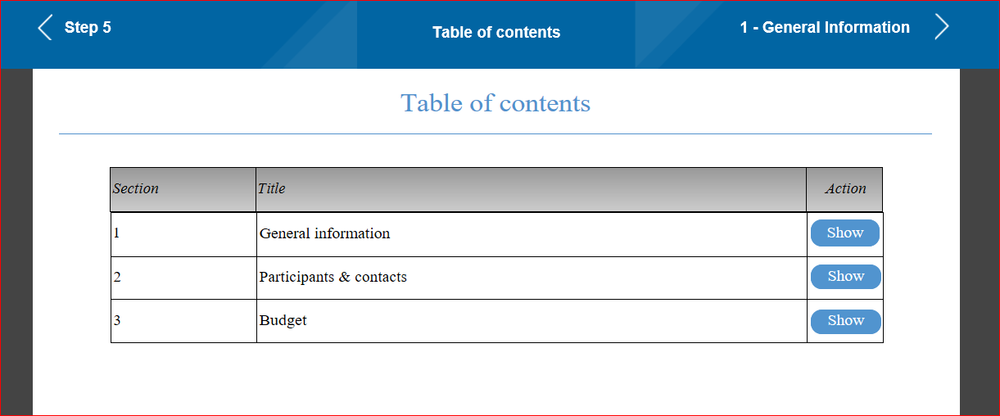 Step 5
Table of contents
1 - General Information
Table of contents
Section Title Action
1 General information Show
2 Participants & contacts Show
3 Budget Show